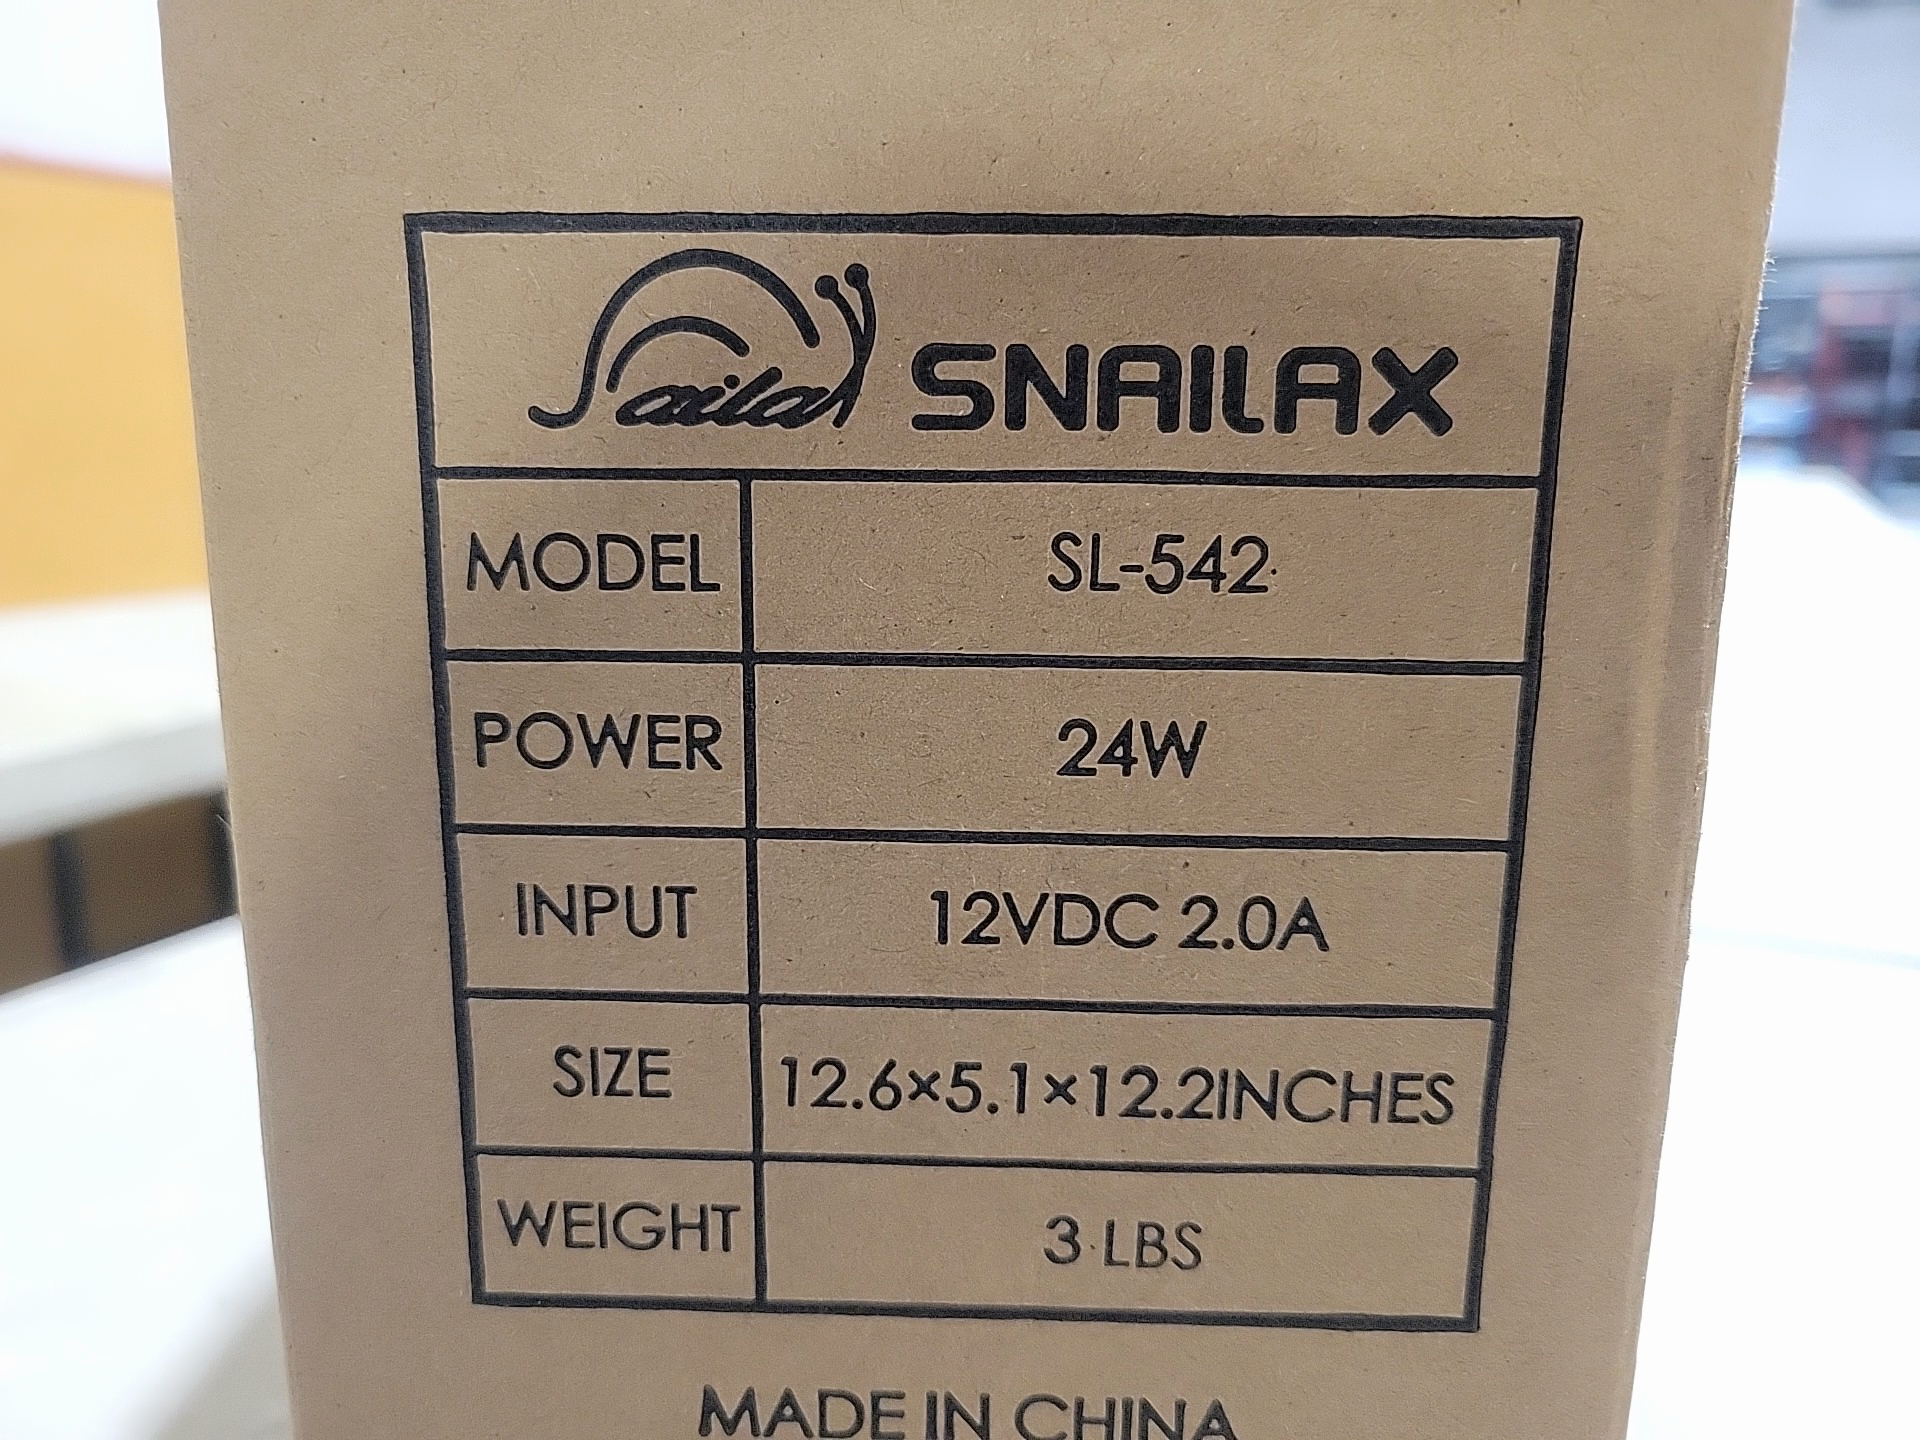 Snailax SNAILAX
MODEL SL-542
POWER 24W
INPUT 12VDC 2.0A
SIZE 12.6×5.1×12.2INCHES
WEIGHT 3 LBS
MADE IN CHINA